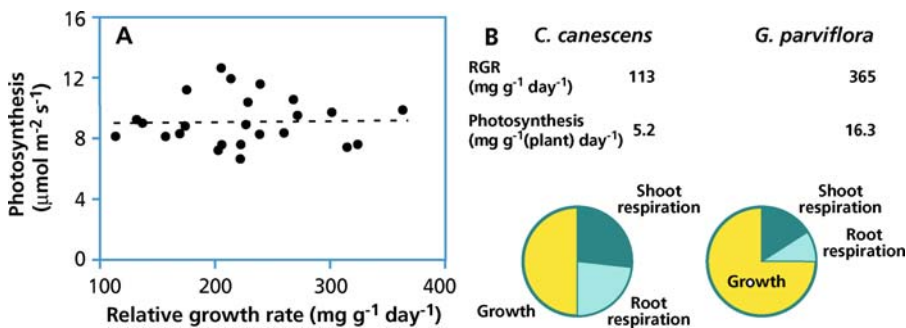 A
16
12
8
4
0
100
200
300
400
Photosynthesis
(μmol m⁻² s⁻¹)
Relative growth rate (mg g⁻¹ day⁻¹)
B
C. canescens
G. parviflora
RGR
(mg g⁻¹ day⁻¹)
113
365
Photosynthesis
(mg g⁻¹(plant) day⁻¹)
5.2
16.3
Shoot
respiration
Growth
Root
respiration
Shoot
respiration
Root
respiration
Growth